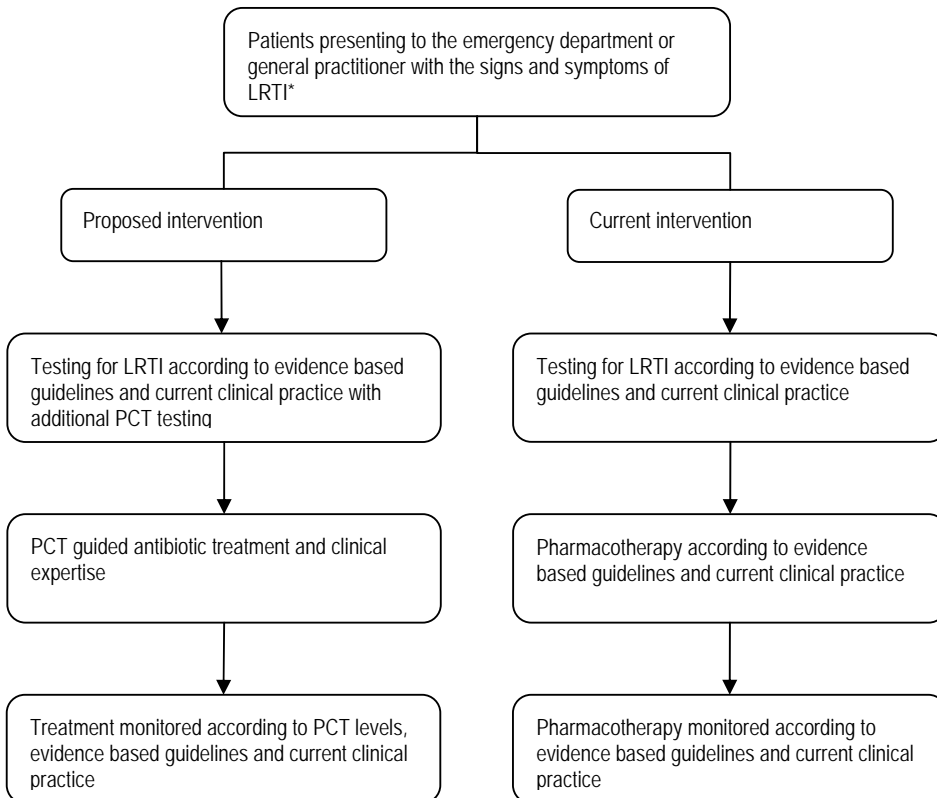 Patients presenting to the emergency department or
general practitioner with the signs and symptoms of
LRTI*
Proposed intervention
Current intervention
Testing for LRTI according to evidence based
guidelines and current clinical practice with
additional PCT testing
Testing for LRTI according to evidence based
guidelines and current clinical practice
PCT guided antibiotic treatment and clinical
expertise
Pharmacotherapy according to evidence
based guidelines and current clinical practice
Treatment monitored according to PCT levels,
evidence based guidelines and current clinical
practice
Pharmacotherapy monitored according to
evidence based guidelines and current clinical
practice